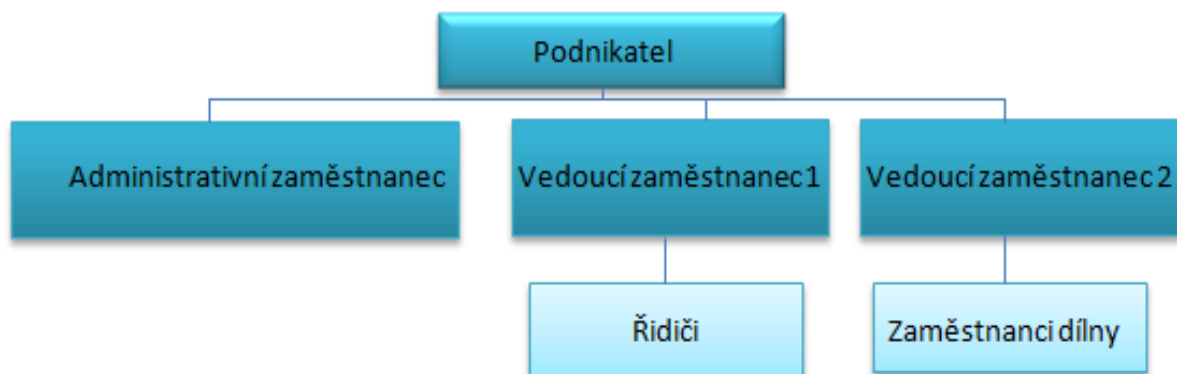 Podnikatel
Administrativní zaměstnanec
Vedoucí zaměstnanec 1
Vedoucí zaměstnanec 2
Řidiči
Zaměstnanci dílny